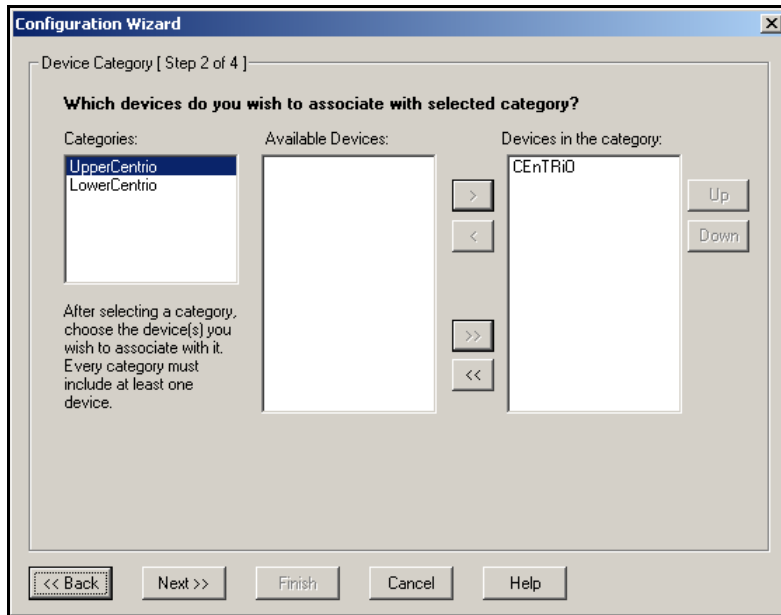 Configuration Wizard
Device Category [ Step 2 of 4 ]
Which devices do you wish to associate with selected category?
Categories:
Available Devices:
Devices in the category:
UpperCentrio
LowerCentrio
CEnTRiO
>
<
>>
<<
Up
Down
After selecting a category,
choose the device(s) you
wish to associate with it.
Every category must
include at least one
device.
<< Back
Next >>
Finish
Cancel
Help